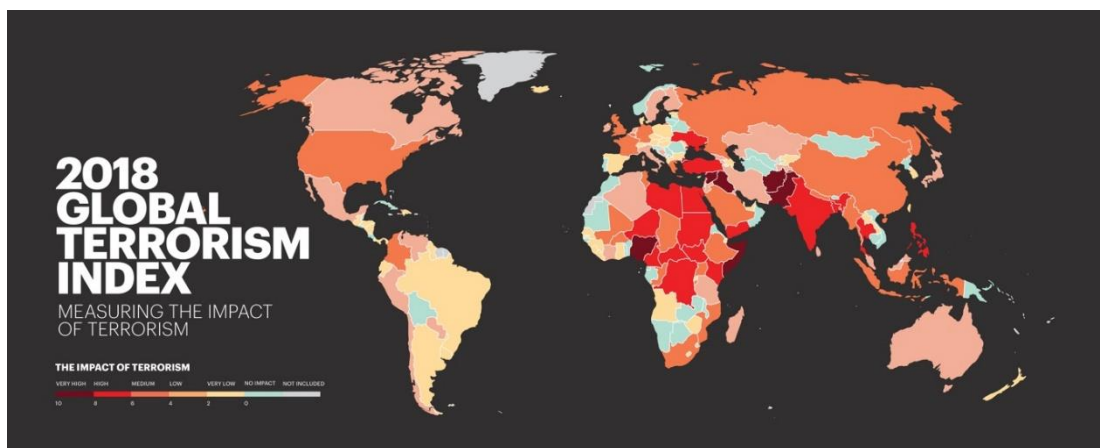 2018
GLOBAL
TERRORISM
INDEX
MEASURING THE IMPACT
OF TERRORISM
THE IMPACT OF TERRORISM
VERY HIGH HIGH MEDIUM LOW VERY LOW NO IMPACT NOT INCLUDED
10 8 6 4 2 0